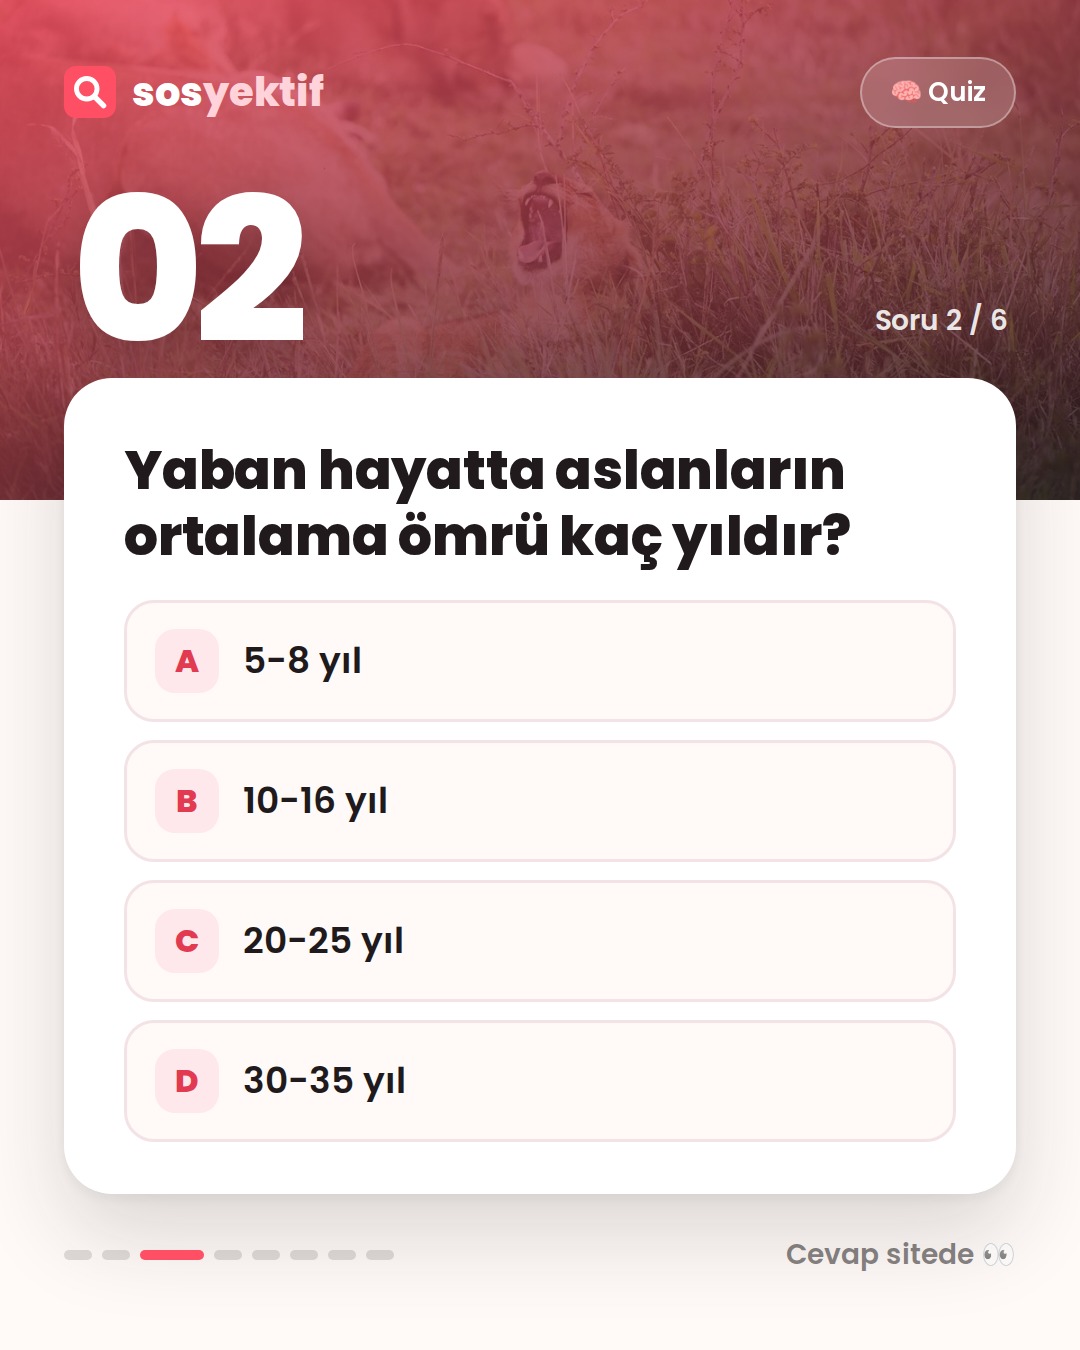 sosyektif
🧠 Quiz
02
Soru 2 / 6
Yaban hayatta aslanların
ortalama ömrü kaç yıldır?
A 5-8 yıl
B 10-16 yıl
C 20-25 yıl
D 30-35 yıl
Cevap sitede 👀